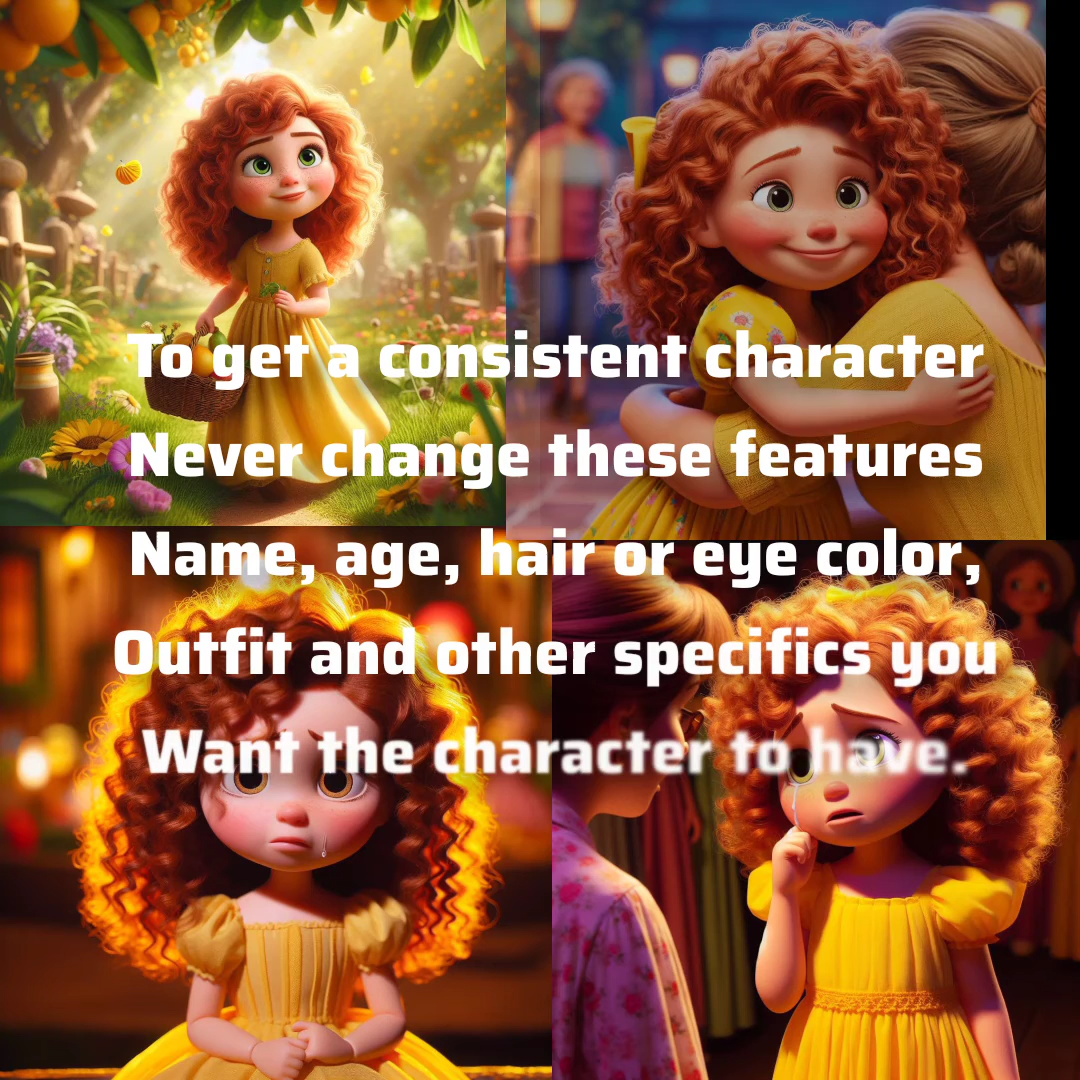 To get a consistent character
Never change these features
Name, age, hair or eye color,
Outfit and other specifics you
Want the character to have.